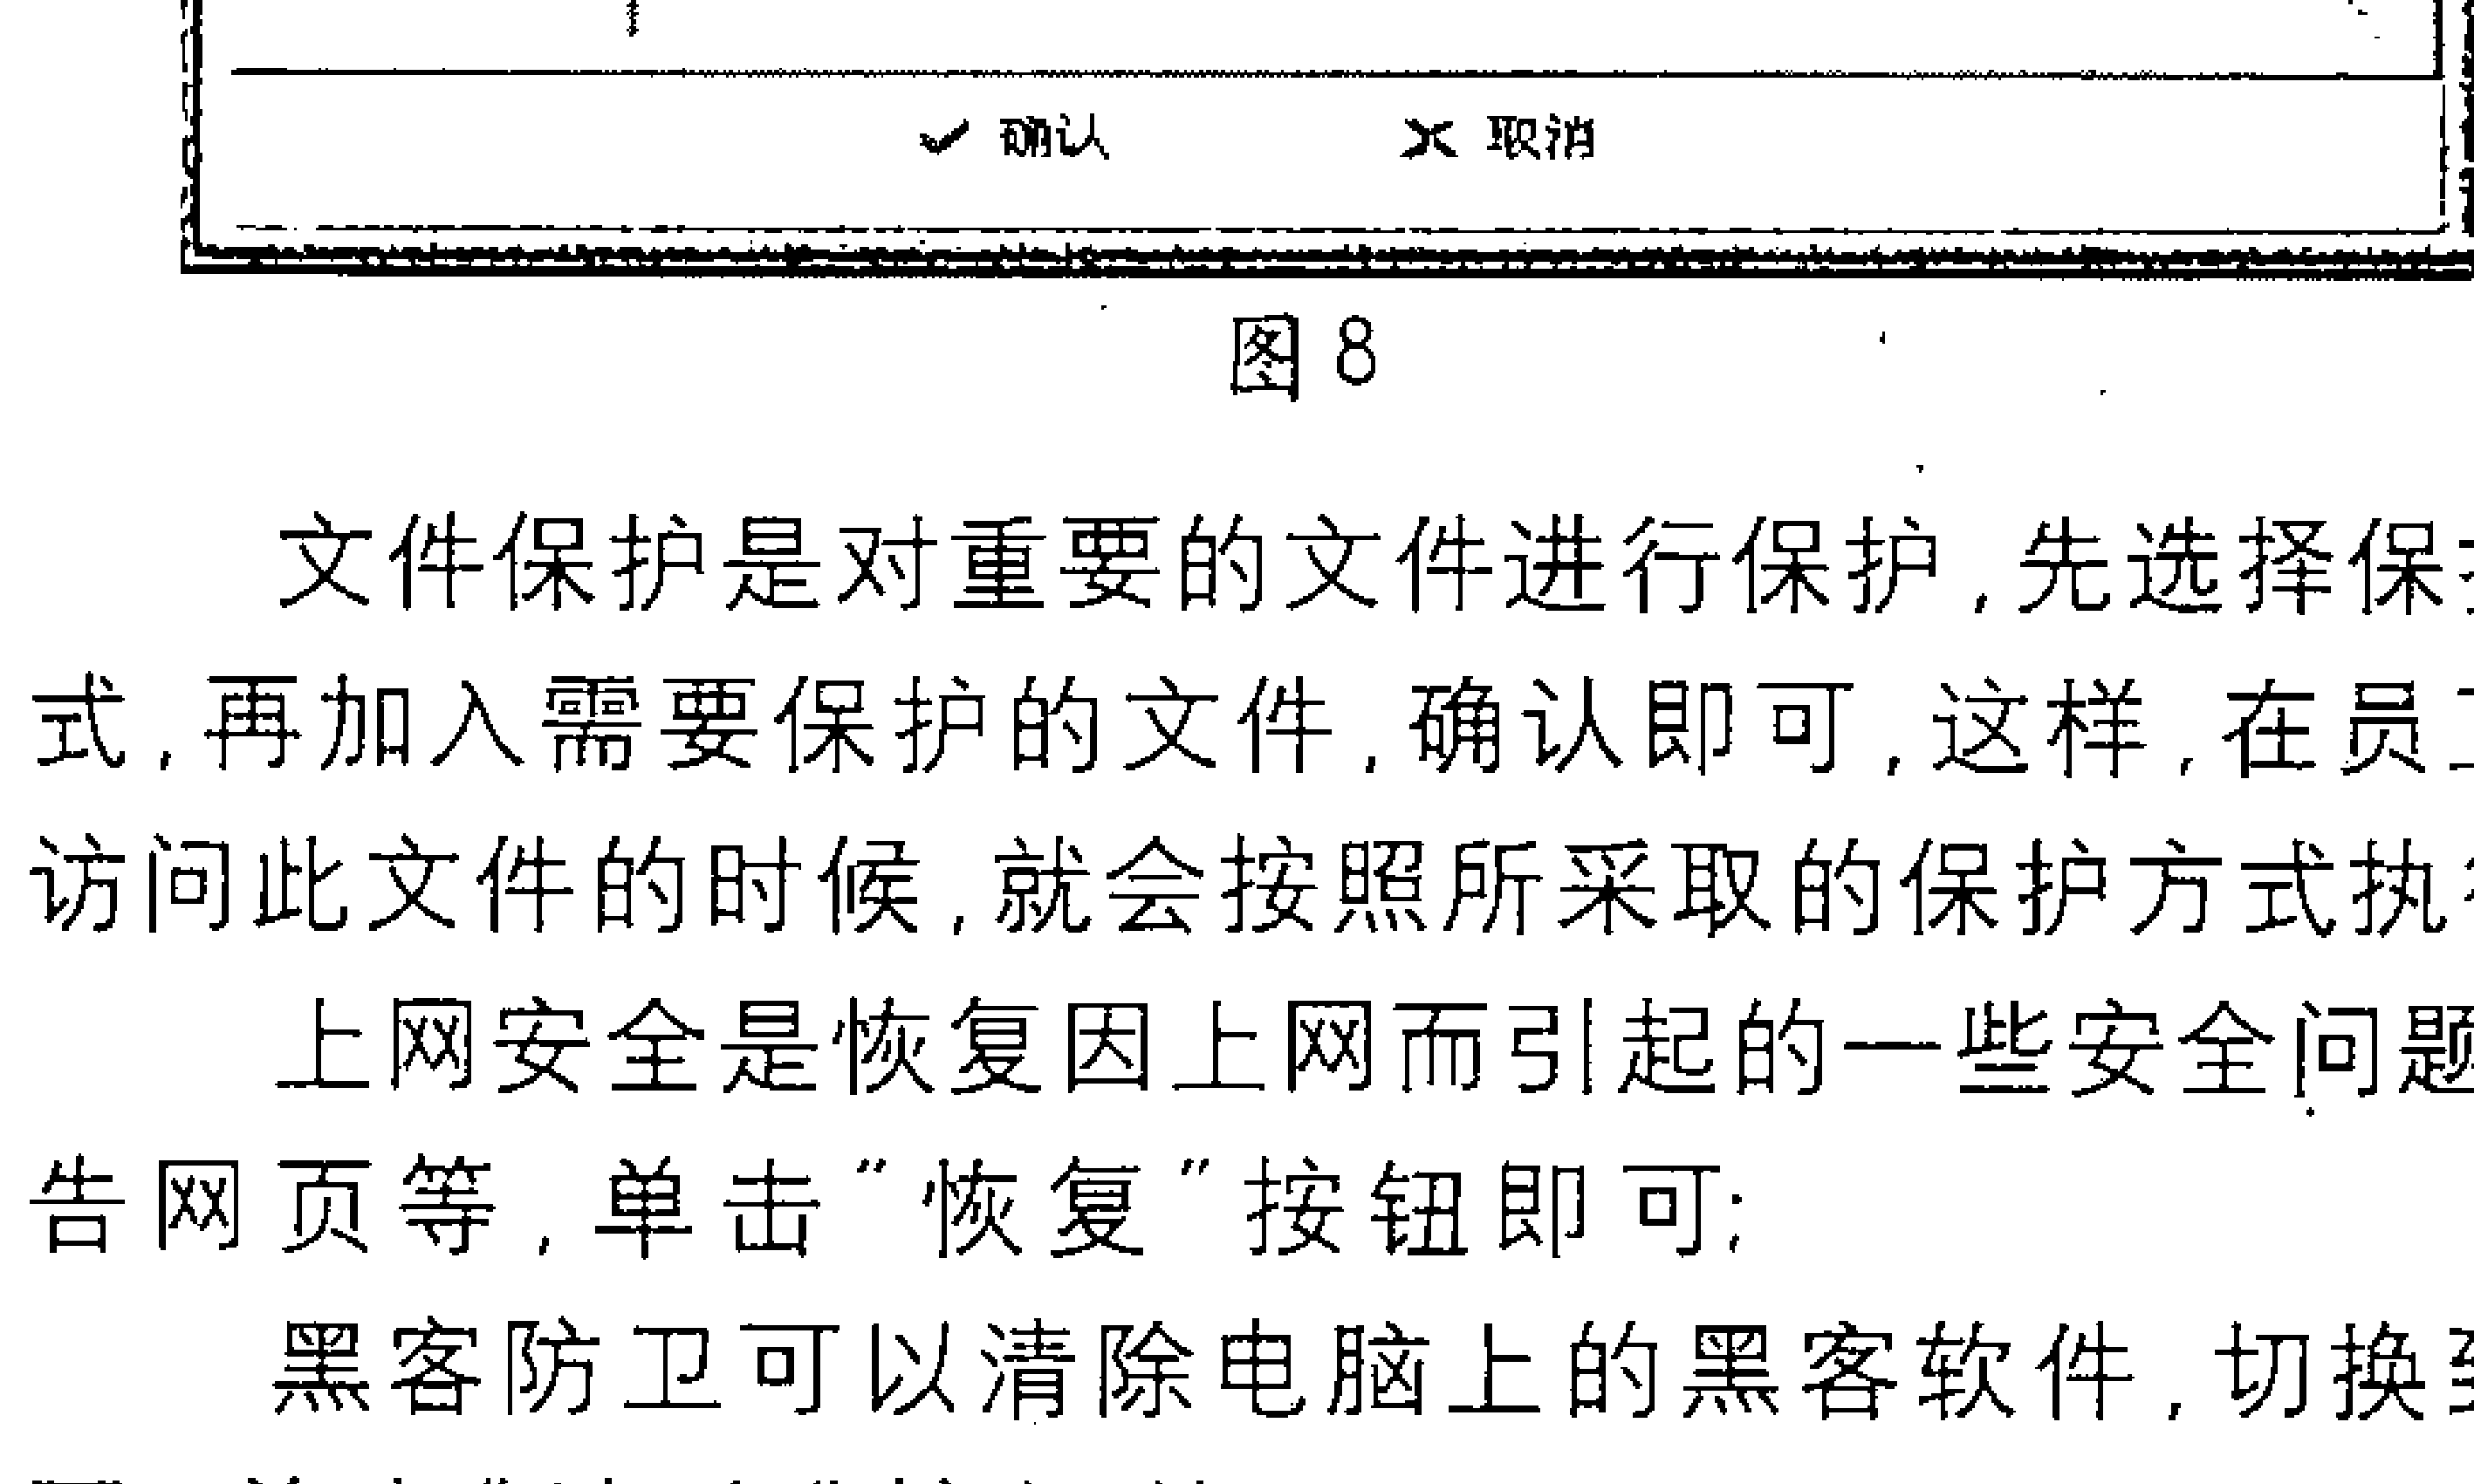 ✓ 确认 ✕ 取消
图 8
文件保护是对重要的文件进行保护,先选择保
式,再加入需要保护的文件,确认即可,这样,在员
访问此文件的时候,就会按照所采取的保护方式执
上网安全是恢复因上网而引起的一些安全问题
告网页等,单击"恢复"按钮即可;
黑客防卫可以清除电脑上的黑客软件,切换